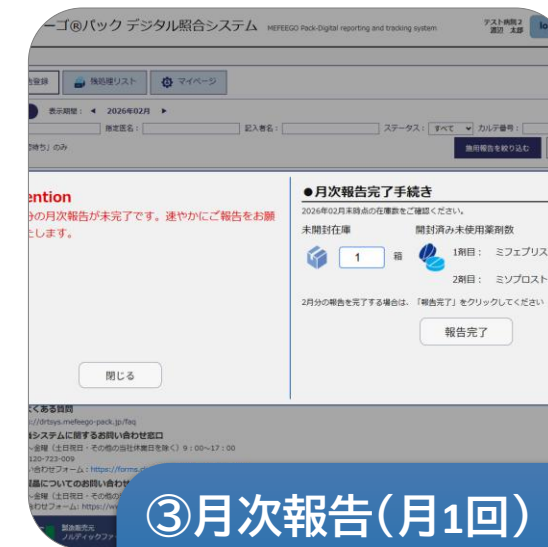 ーゴ®パック デジタル照合システム MEFEEGO Pack-Digital reporting and tracking system
テスト病院2
渡辺 太郎
lo
告登録 施処理リスト マイページ
表示期間： ◀ 2026年02月 ▶
指定医名： 記入者名： ステータス： すべて カルテ番号：
待ち」のみ
施用報告を絞り込む
ention
分の月次報告が未完了です。速やかにご報告をお願
たします。
閉じる
●月次報告完了手続き
2026年02月末時点の在庫数をご確認ください。
未開封在庫 開封済み未使用薬剤数
1 箱
1剤目： ミフェプリス
2剤目： ミソプロスト
2月分の報告を完了する場合は、「報告完了」をクリックしてください
報告完了
くある質問
://drtsys.mefeego-pack.jp/faq
システムに関するお問い合わせ窓口
～金曜（土日祝日・その他の当社休業日を除く）9：00～17：00
120-723-009
い合わせフォーム：https://forms.
製品についてのお問い合わせ
～金曜（土日祝日・その他の
合わせフォーム: https://ww
製造販売元
ノルディックファー
③月次報告（月1回）